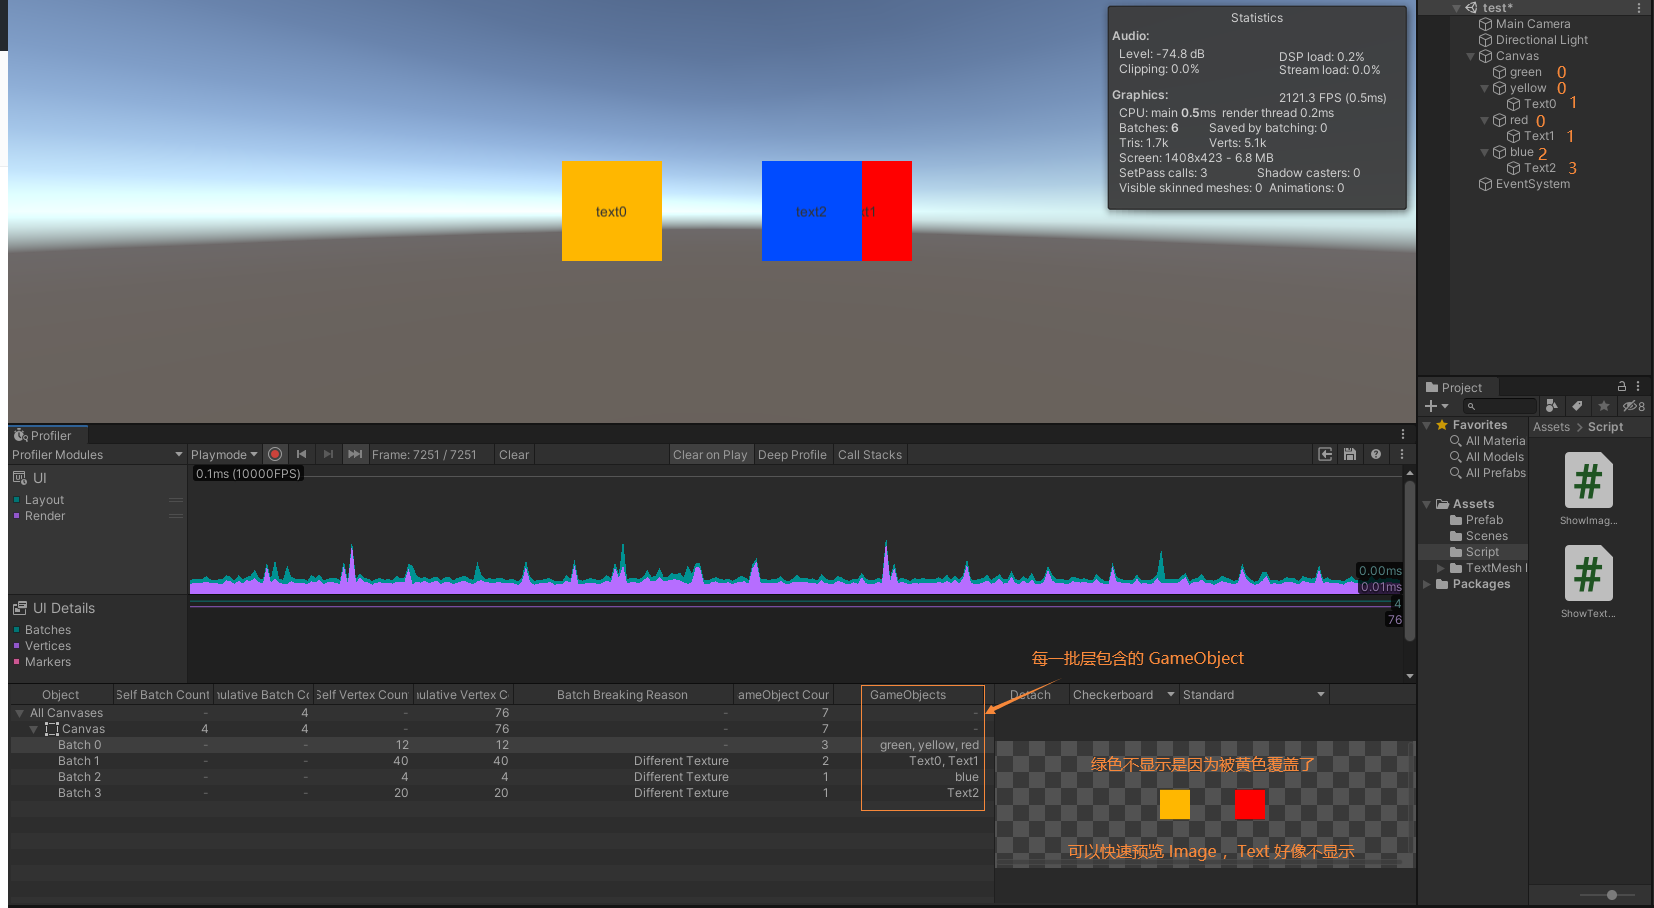 Statistics
Audio:
Level: -74.8 dB
DSP load: 0.2%
Clipping: 0.0%
Stream load: 0.0%
Graphics:
2121.3 FPS (0.5ms)
CPU: main 0.5ms render thread 0.2ms
Batches: 6
Saved by batching: 0
Tris: 1.7k
Verts: 5.1k
Screen: 1408x423 - 6.8 MB
SetPass calls: 3
Shadow casters: 0
Visible skinned meshes: 0 Animations: 0
text0
text2
t1
test*
Main Camera
Directional Light
Canvas
green 0
yellow 0
Text0 1
red 0
Text1 1
blue 2
Text2 3
EventSystem
Project
8
Favorites
All Materia
All Models
All Prefabs
Assets
Prefab
Scenes
Script
TextMesh
Packages
Assets > Script
#
ShowImag...
#
ShowText...
Profiler
Profiler Modules
Playmode
Frame: 7251 / 7251
Clear
Clear on Play
Deep Profile
Call Stacks
UI
Layout
Render
0.1ms (10000FPS)
0.00ms
0.01ms
UI Details
Batches
Vertices
Markers
4
76
每一批层包含的 GameObject
Object
Self Batch Count
ulative Batch Co
Self Vertex Coun
ulative Vertex C
Batch Breaking Reason
ameObject Cour
GameObjects
Detach
Checkerboard
Standard
All Canvases - 4 - 76 - 7 -
Canvas 4 4 - 76 - 7 -
Batch 0 - - 12 12 - 3 green, yellow, red
Batch 1 - - 40 40 Different Texture 2 Text0, Text1
Batch 2 - - 4 4 Different Texture 1 blue
Batch 3 - - 20 20 Different Texture 1 Text2
绿色不显示是因为被黄色覆盖了
可以快速预览 Image ，Text 好像不显示